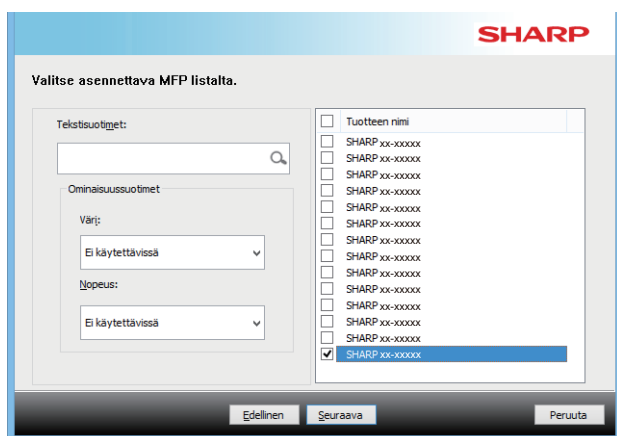 SHARP
Valitse asennettava MFP listalta.
Tekstisuotimet:
Ominaisuussuotimet
Väri:
Ei käytettävissä
Nopeus:
Ei käytettävissä
Tuotteen nimi
SHARP xx-xxxxx
SHARP xx-xxxxx
SHARP xx-xxxxx
SHARP xx-xxxxx
SHARP xx-xxxxx
SHARP xx-xxxxx
SHARP xx-xxxxx
SHARP xx-xxxxx
SHARP xx-xxxxx
SHARP xx-xxxxx
SHARP xx-xxxxx
SHARP xx-xxxxx
SHARP xx-xxxxx
SHARP xx-xxxxx
Edellinen Seuraava Peruuta